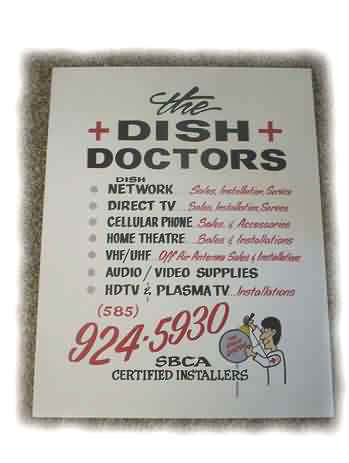 the
+ DISH +
DOCTORS
DISH
NETWORK Sales, Installation, Service
DIRECT TV... Sales, Installation, Service
CELLULAR PHONE Sales, & Accessories
HOME THEATRE ... Sales & Installations
VHF/UHF Off Air Antenna Sales & Installations
AUDIO/VIDEO SUPPLIES
HDTV & PLASMA TV... Installations
(585)
924-5930
SBCA
CERTIFIED INSTALLERS